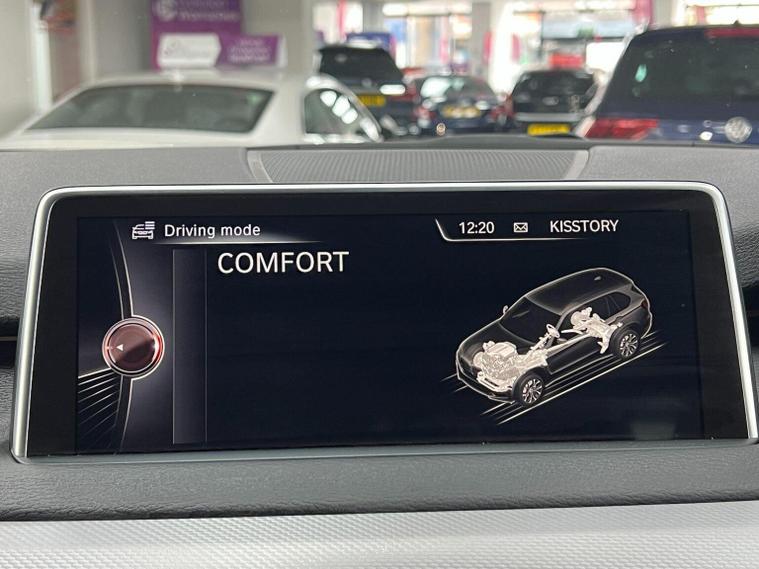 Driving mode
12:20
KISSTORY
COMFORT